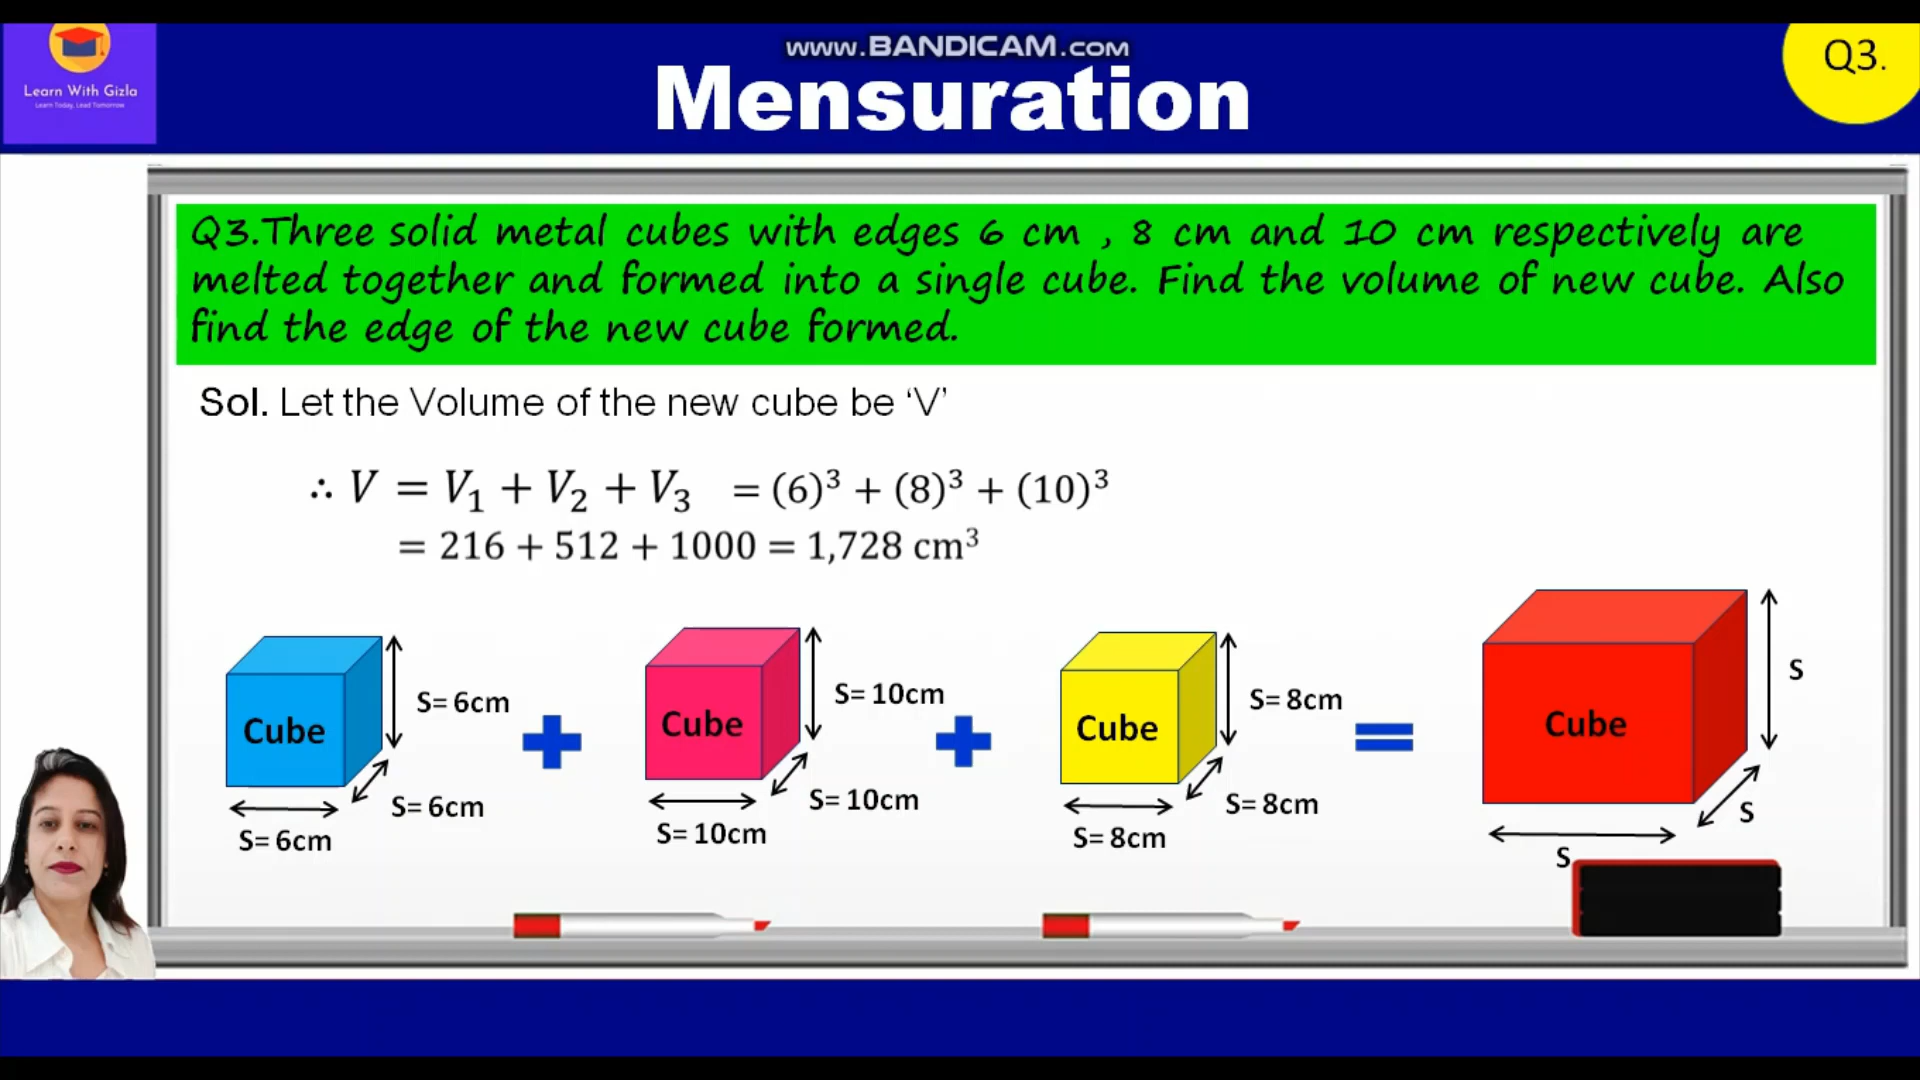 www.BANDICAM.com
Learn With Gizla
Learn Today, Lead Tomorrow
Mensuration
Q3.
Q3.Three solid metal cubes with edges 6 cm , 8 cm and 10 cm respectively are
melted together and formed into a single cube. Find the volume of new cube. Also
find the edge of the new cube formed.
Sol. Let the Volume of the new cube be ‘V’
∴ V = V₁ + V₂ + V₃ = (6)³ + (8)³ + (10)³
= 216 + 512 + 1000 = 1,728 cm³
Cube
S= 6cm
S= 6cm
S= 6cm
Cube
S= 10cm
S= 10cm
S= 10cm
Cube
S= 8cm
S= 8cm
S= 8cm
Cube
S
S
S